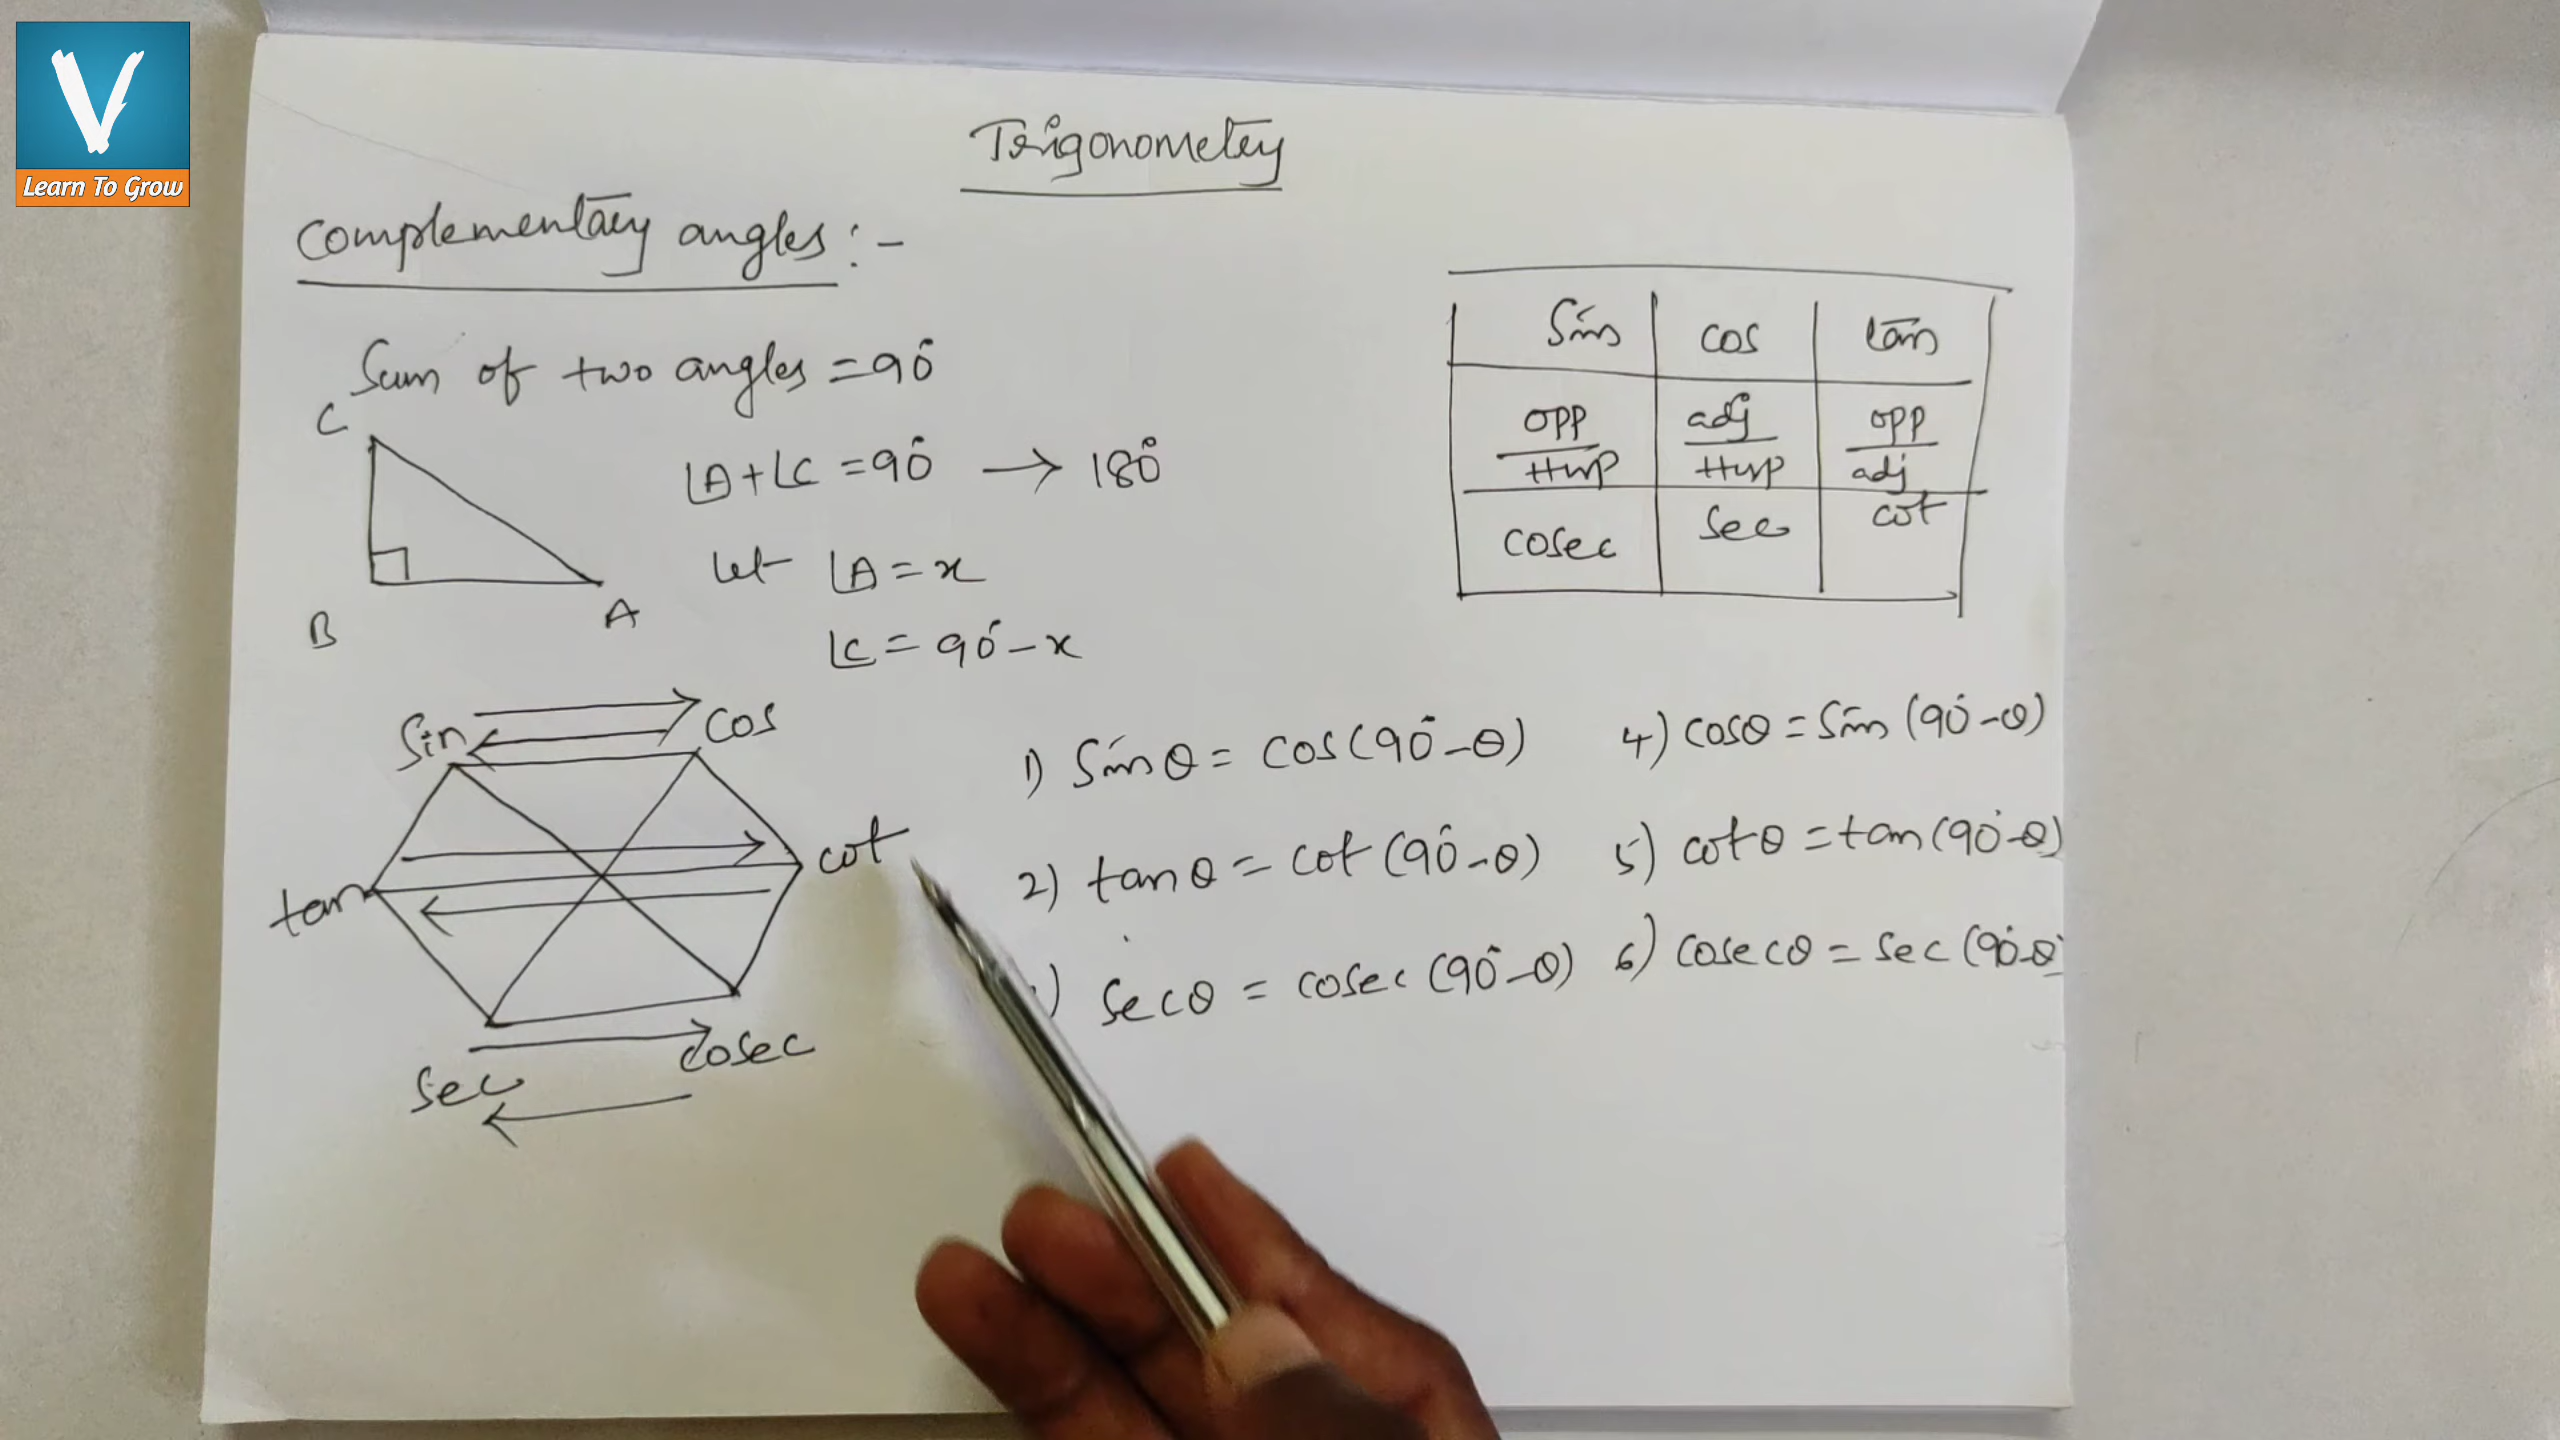 V
Learn To Grow
Trigonometry
Complementary angles :-
Sum of two angles = 90°
C
B
A
∠A + ∠C = 90° → 180°
let ∠A = x
∠C = 90° - x
Sin cos tan
opp/Hyp adj/Hyp opp/adj
cosec sec cot
Sin cos
tan cot
Sec Cosec
1) Sin θ = cos(90° - θ)
2) tan θ = cot (90° - θ)
) Sec θ = cosec (90° - θ)
4) cos θ = Sin (90° - θ)
5) cot θ = tan (90° - θ)
6) cosec θ = sec (90° - θ)